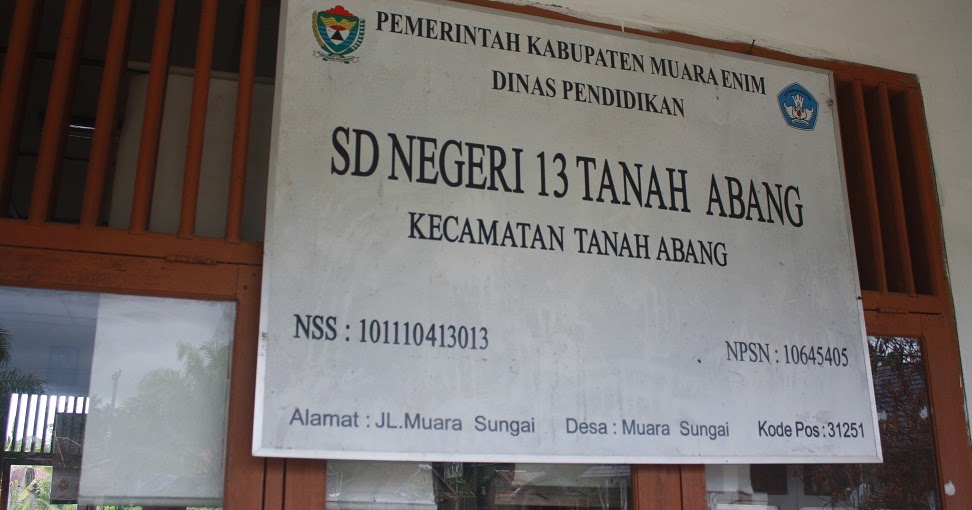 PEMERINTAH KABUPATEN MUARA ENIM
DINAS PENDIDIKAN
SD NEGERI 13 TANAH ABANG
KECAMATAN TANAH ABANG
NSS : 101110413013
NPSN : 10645405
Alamat : JL.Muara Sungai Desa : Muara Sungai Kode Pos : 31251